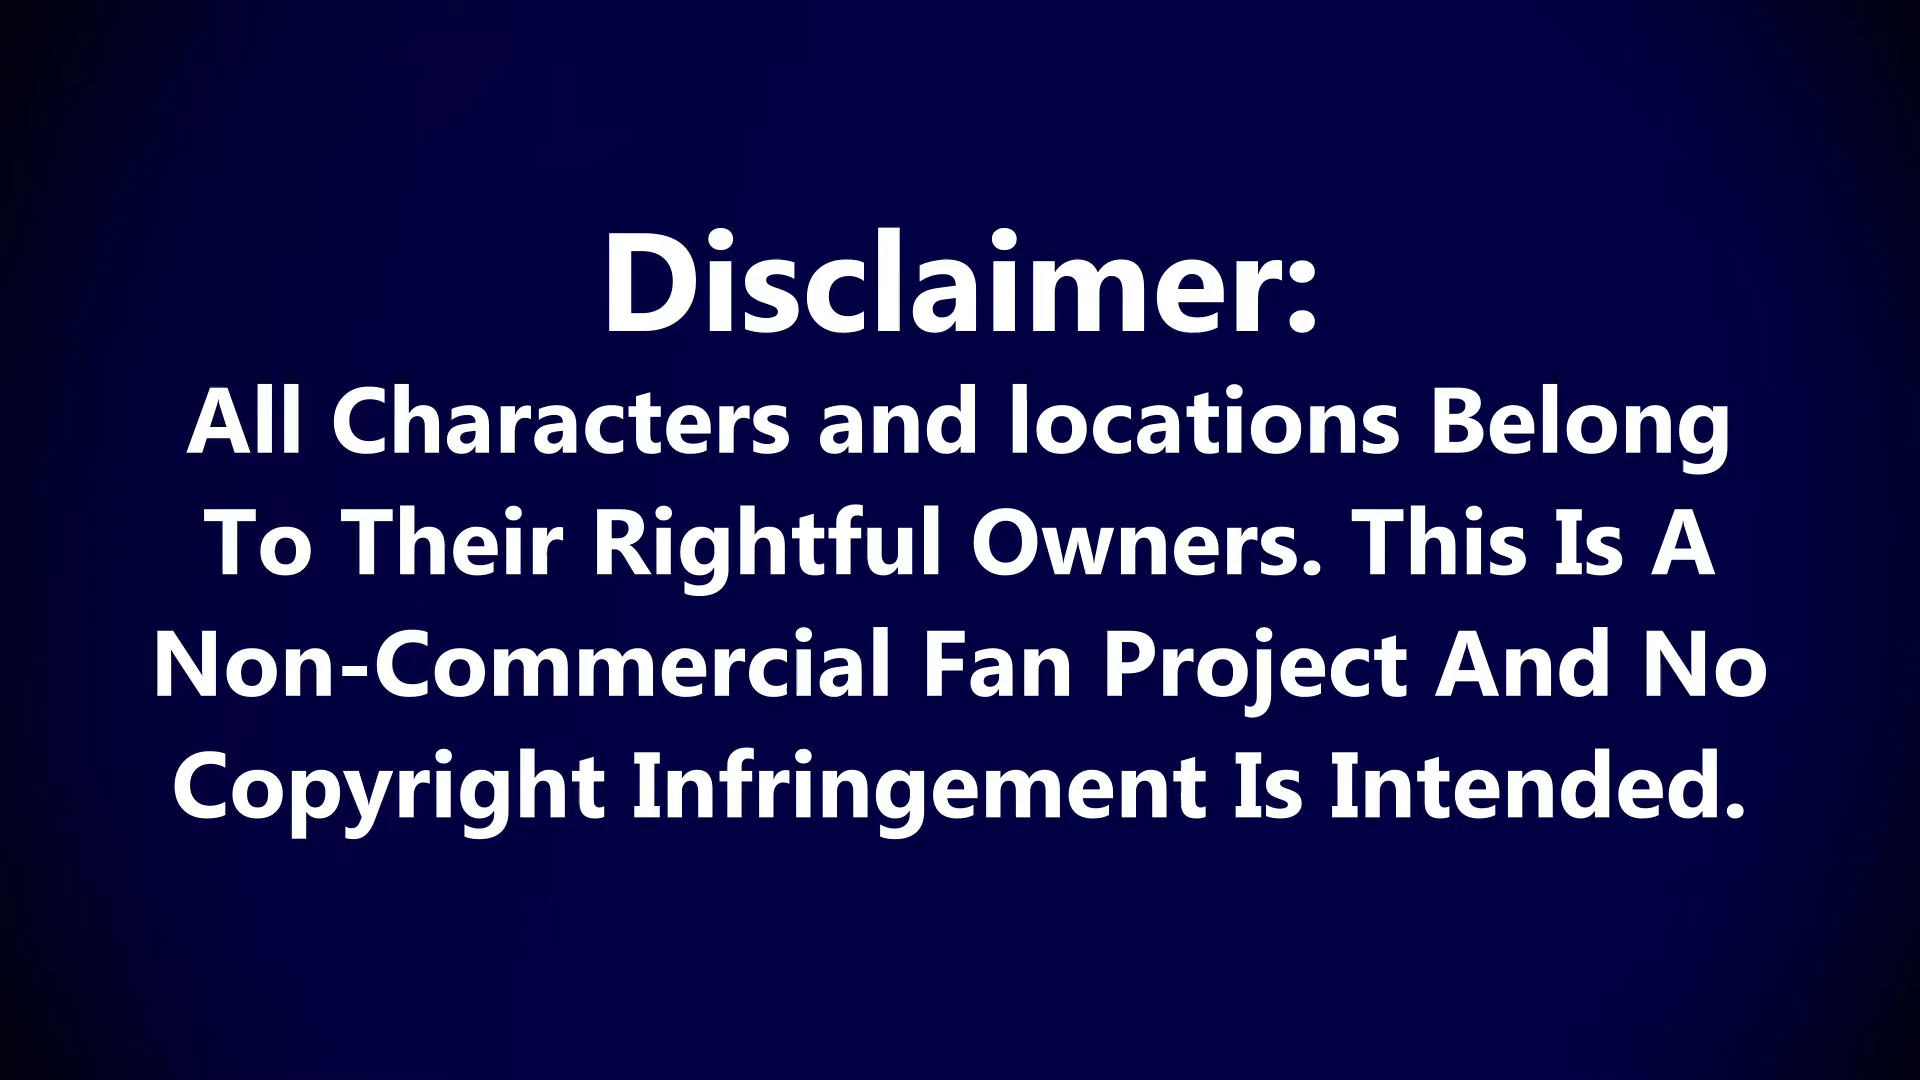 Disclaimer:
All Characters and locations Belong
To Their Rightful Owners. This Is A
Non-Commercial Fan Project And No
Copyright Infringement Is Intended.